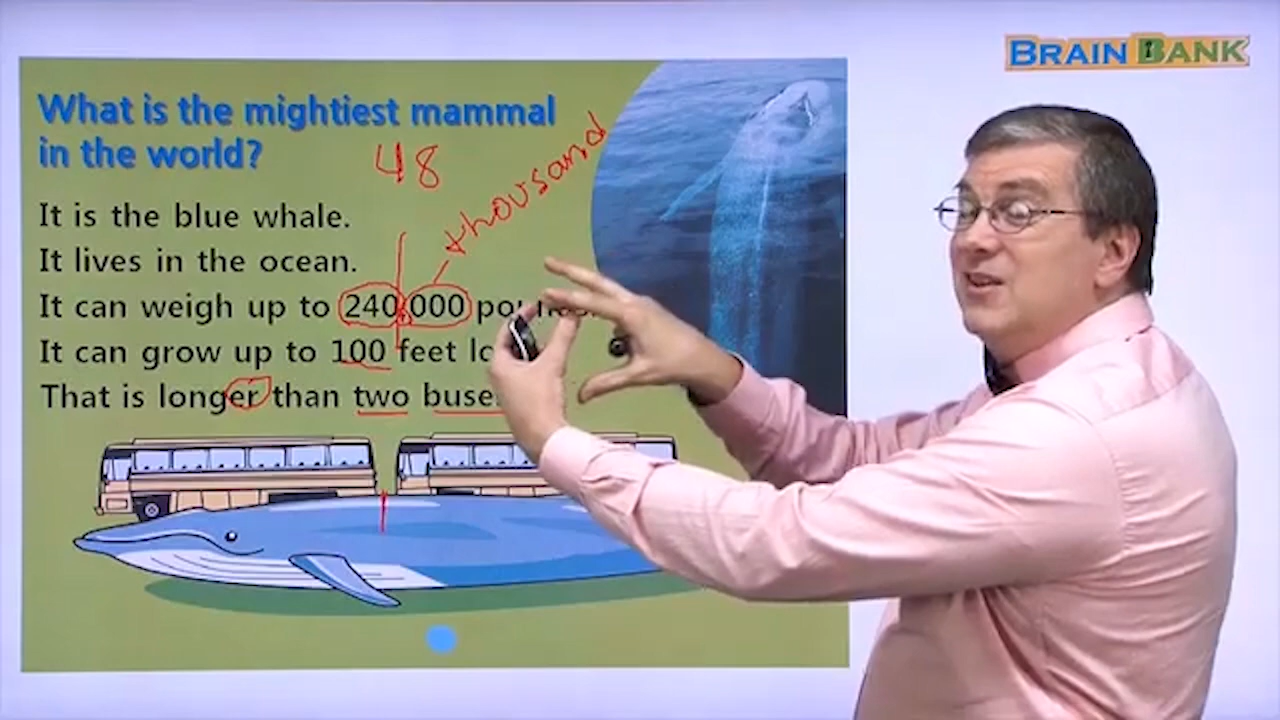 BRAIN BANK
What is the mightiest mammal
in the world?
48
thousand
It is the blue whale.
It lives in the ocean.
It can weigh up to 240,000
It can grow up to 100 feet
That is longer than two buses